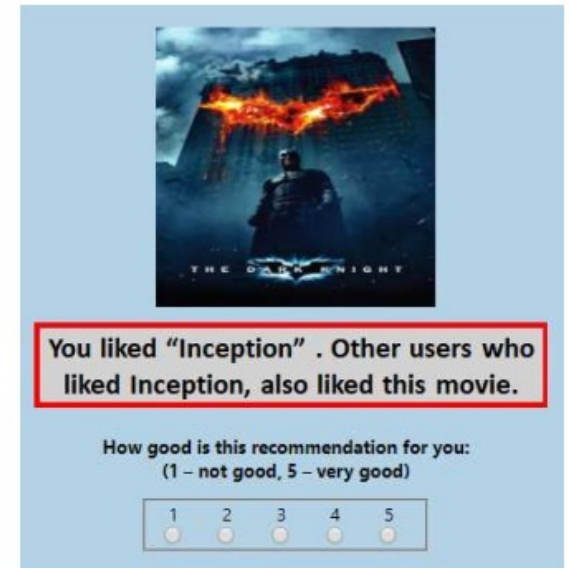 THE DARK KNIGHT
You liked “Inception” . Other users who
liked Inception, also liked this movie.
How good is this recommendation for you:
(1 – not good, 5 – very good)
1 2 3 4 5